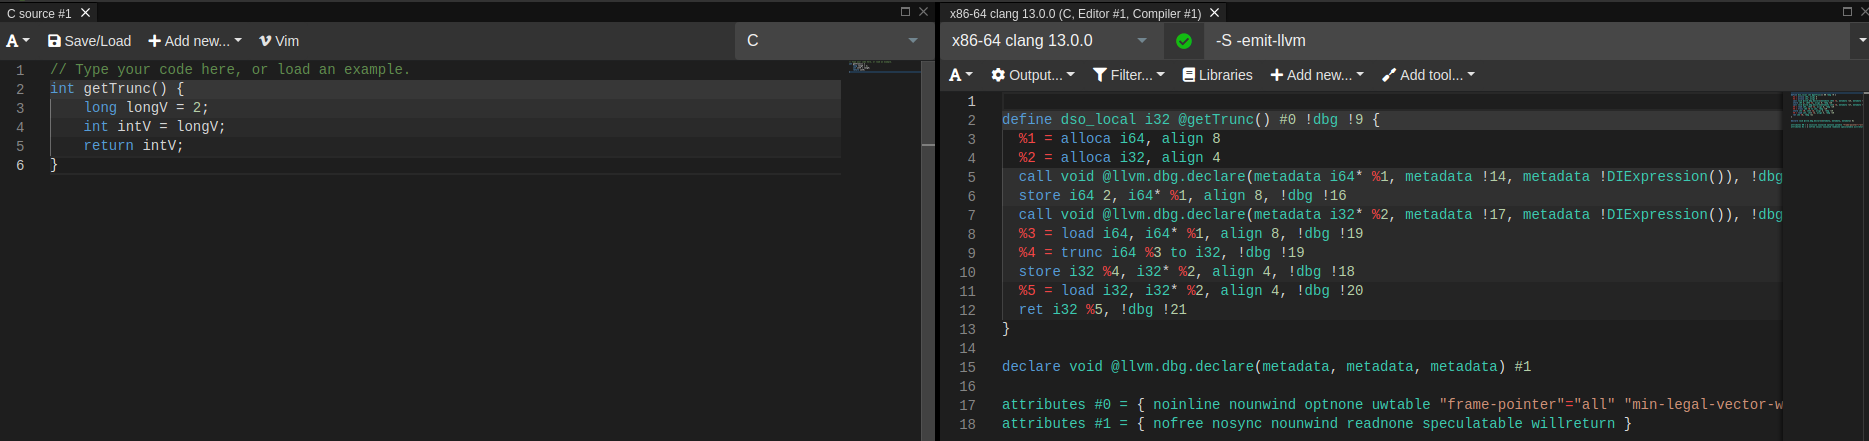 C source #1
A Save/Load Add new... Vim C
1 // Type your code here, or load an example.
2 int getTrunc() {
3     long longV = 2;
4     int intV = longV;
5     return intV;
6 }
x86-64 clang 13.0.0 (C, Editor #1, Compiler #1)
x86-64 clang 13.0.0 -S -emit-llvm
A Output... Filter... Libraries Add new... Add tool...
1
2 define dso_local i32 @getTrunc() #0 !dbg !9 {
3   %1 = alloca i64, align 8
4   %2 = alloca i32, align 4
5   call void @llvm.dbg.declare(metadata i64* %1, metadata !14, metadata !DIExpression()), !dbg
6   store i64 2, i64* %1, align 8, !dbg !16
7   call void @llvm.dbg.declare(metadata i32* %2, metadata !17, metadata !DIExpression()), !dbg
8   %3 = load i64, i64* %1, align 8, !dbg !19
9   %4 = trunc i64 %3 to i32, !dbg !19
10   store i32 %4, i32* %2, align 4, !dbg !18
11   %5 = load i32, i32* %2, align 4, !dbg !20
12   ret i32 %5, !dbg !21
13 }
14
15 declare void @llvm.dbg.declare(metadata, metadata, metadata) #1
16
17 attributes #0 = { noinline nounwind optnone uwtable "frame-pointer"="all" "min-legal-vector-w
18 attributes #1 = { nofree nosync nounwind readnone speculatable willreturn }